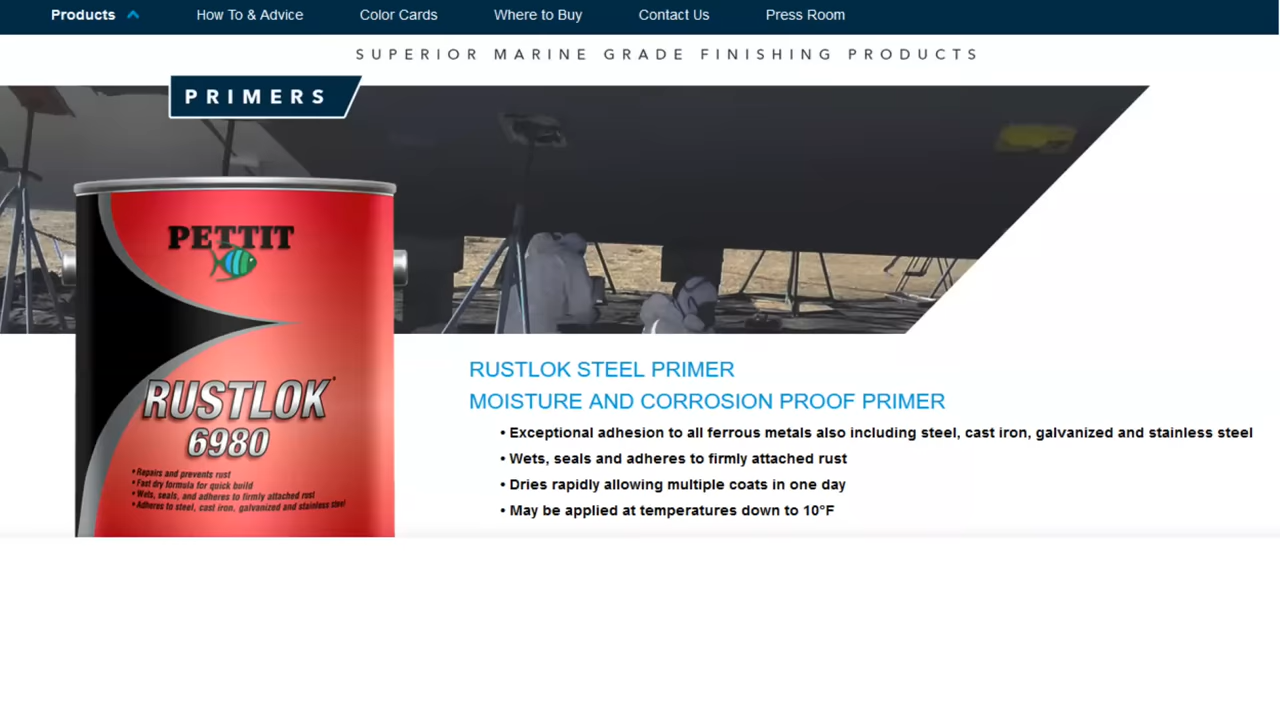 Products
How To & Advice
Color Cards
Where to Buy
Contact Us
Press Room
SUPERIOR MARINE GRADE FINISHING PRODUCTS
PRIMERS
PETTIT
RUSTLOK
6980
• Repairs and prevents rust
• Fast dry formula for quick build
• Wets, seals, and adheres to firmly attached rust
• Adheres to steel, cast iron, galvanized and stainless steel
RUSTLOK STEEL PRIMER
MOISTURE AND CORROSION PROOF PRIMER
• Exceptional adhesion to all ferrous metals also including steel, cast iron, galvanized and stainless steel
• Wets, seals and adheres to firmly attached rust
• Dries rapidly allowing multiple coats in one day
• May be applied at temperatures down to 10°F